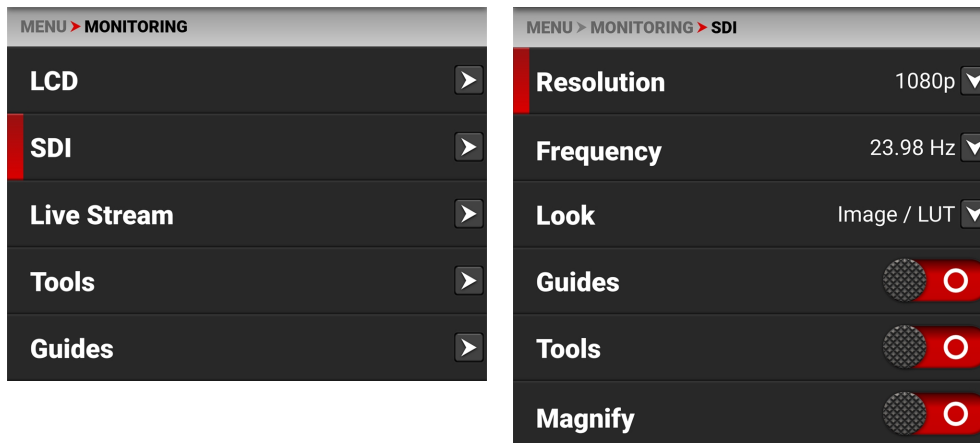 MENU > MONITORING
LCD
SDI
Live Stream
Tools
Guides
MENU > MONITORING > SDI
Resolution 1080p
Frequency 23.98 Hz
Look Image / LUT
Guides
Tools
Magnify